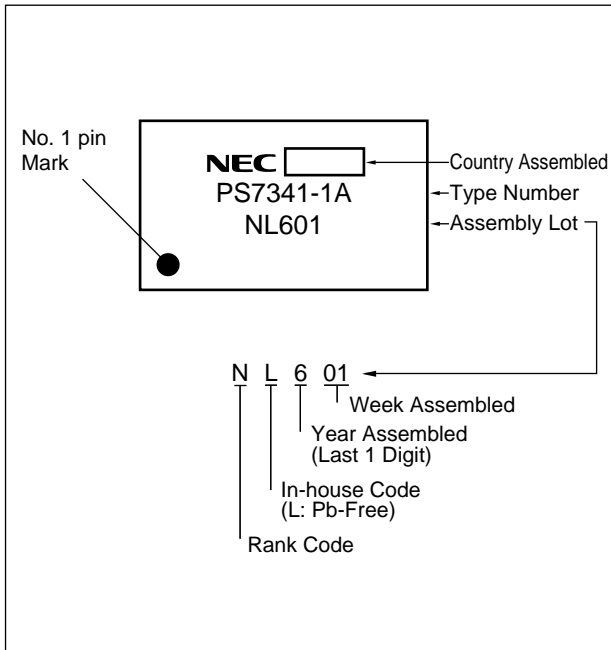 No. 1 pin
Mark
NEC
Country Assembled
PS7341-1A
Type Number
NL601
Assembly Lot
N L 6 01
Week Assembled
Year Assembled
(Last 1 Digit)
In-house Code
(L: Pb-Free)
Rank Code